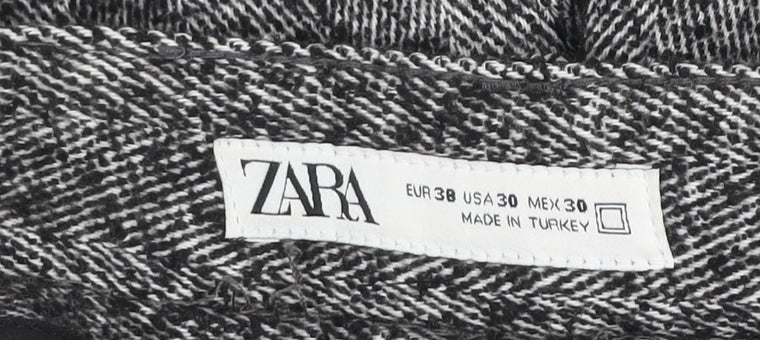 ZARA
EUR 38 USA 30 MEX 30
MADE IN TURKEY